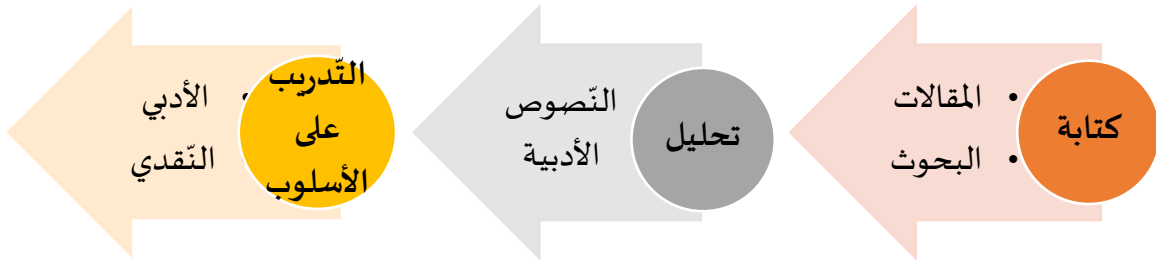 كتابة
• المقالات
• البحوث
تحليل
النّصوص
الأدبية
التّدريب
على
الأسلوب
• الأدبي
• النّقدي